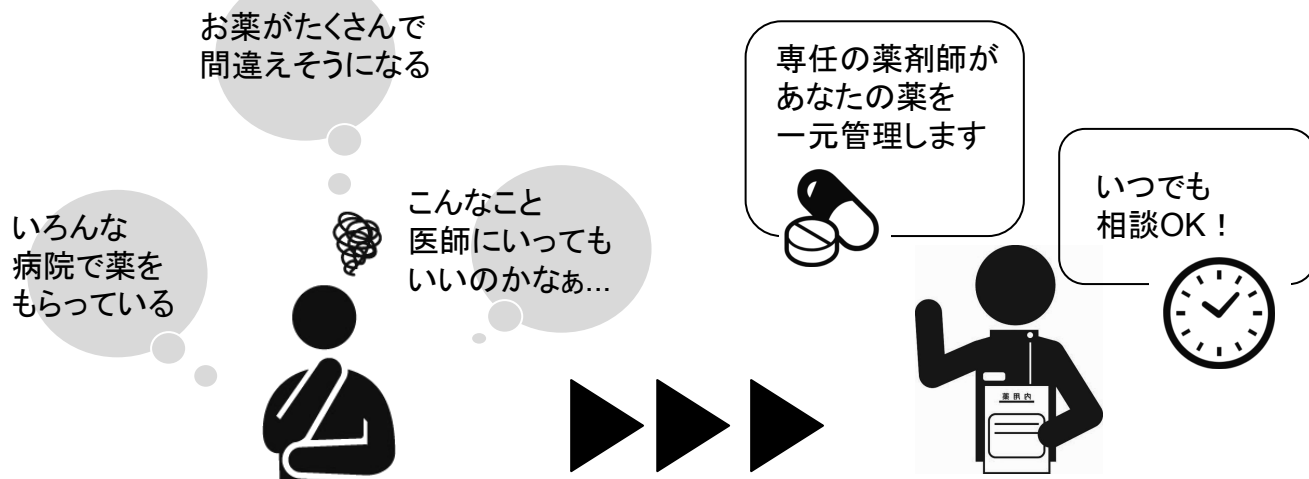 お薬がたくさんで
間違えそうになる
いろんな
病院で薬を
もらっている
こんなこと
医師にいっても
いいのかなぁ…
専任の薬剤師が
あなたの薬を
一元管理します
いつでも
相談OK！